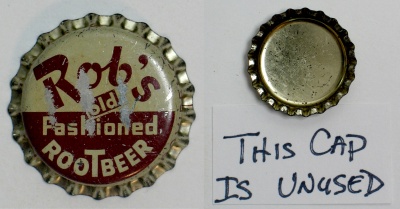 Rob's
Old
Fashioned
ROOTBEER
THIS CAP
IS UNUSED